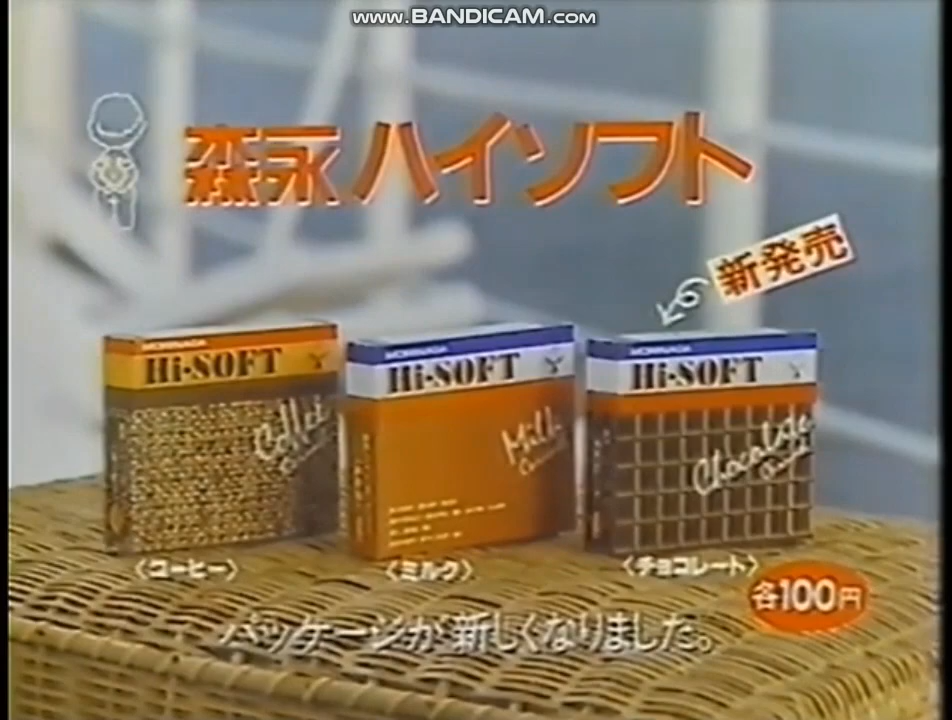 www.BANDICAM.com
森永ハイソフト
新発売
MORINAGA
Hi-SOFT
Coffee
MORINAGA
Hi-SOFT
Milk
MORINAGA
Hi-SOFT
Chocolate
〈コーヒー〉
〈ミルク〉
〈チョコレート〉
各100円
パッケージが新しくなりました。